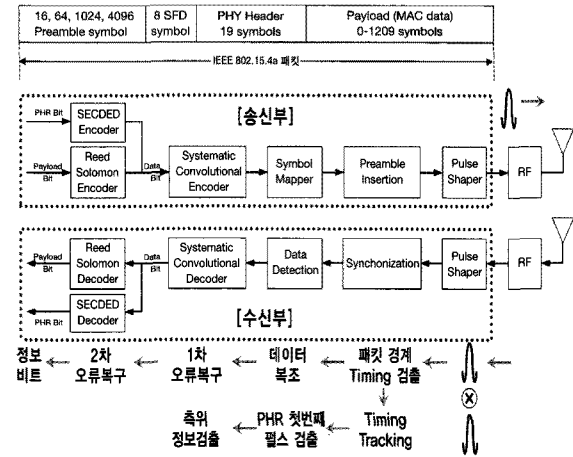 16, 64, 1024, 4096
Preamble symbol
8 SFD
symbol
PHY Header
19 symbols
Payload (MAC data)
0-1209 symbols
IEEE 802.15.4a 패킷
[송신부]
PHR Bit
SECDED
Encoder
Payload
Bit
Reed
Solomon
Encoder
Data
Bit
Systematic
Convolutional
Encoder
Symbol
Mapper
Preamble
Insertion
Pulse
Shaper
RF
Payload
Bit
Reed
Solomon
Decoder
Data
Bit
Systematic
Convolutional
Decoder
Data
Detection
Synchonization
Pulse
Shaper
RF
PHR Bit
SECDED
Decoder
[수신부]
정보
비트
2차
오류복구
1차
오류복구
데이터
복조
패킷 경계
Timing 검출
측위
정보검출
PHR 첫번째
펄스 검출
Timing
Tracking